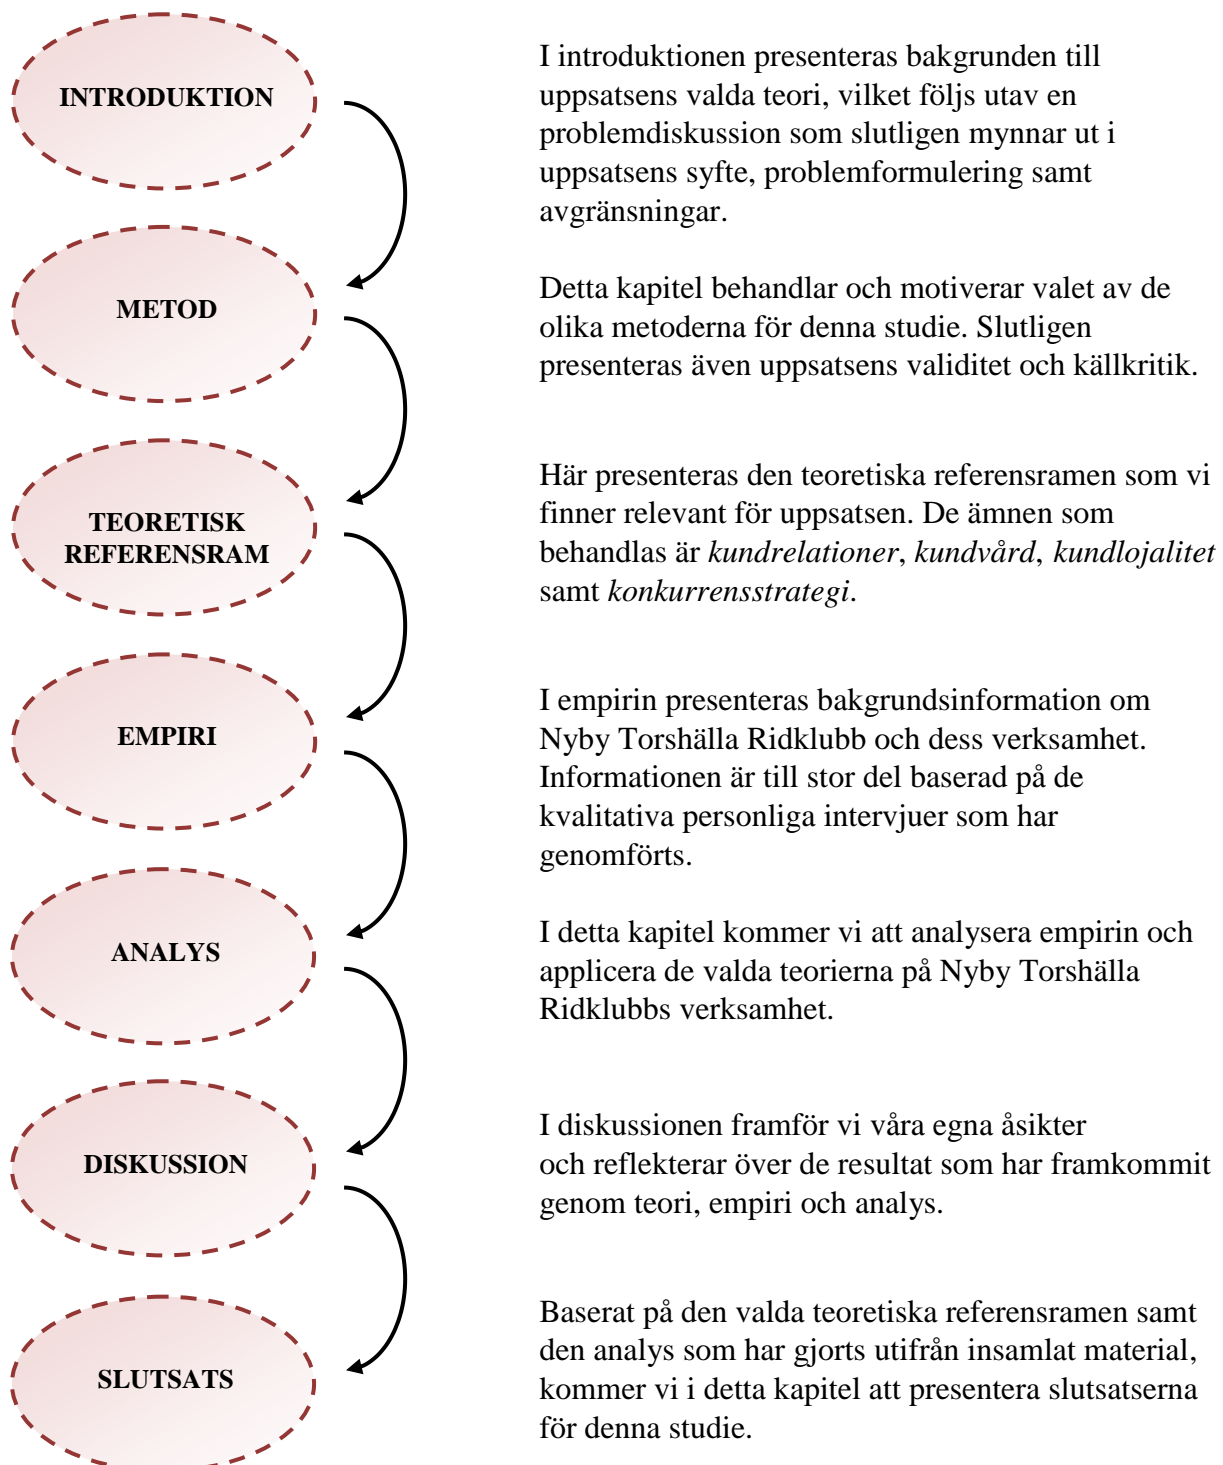 INTRODUKTION
I introduktionen presenteras bakgrunden till
uppsatsens valda teori, vilket följs utav en
problemdiskussion som slutligen mynnar ut i
uppsatsens syfte, problemformulering samt
avgränsningar.
METOD
Detta kapitel behandlar och motiverar valet av de
olika metoderna för denna studie. Slutligen
presenteras även uppsatsens validitet och källkritik.
TEORETISK
REFERENSRAM
Här presenteras den teoretiska referensramen som vi
finner relevant för uppsatsen. De ämnen som
behandlas är kundrelationer, kundvård, kundlojalitet
samt konkurrensstrategi.
EMPIRI
I empirin presenteras bakgrundsinformation om
Nyby Torshälla Ridklubb och dess verksamhet.
Informationen är till stor del baserad på de
kvalitativa personliga intervjuer som har
genomförts.
ANALYS
I detta kapitel kommer vi att analysera empirin och
applicera de valda teorierna på Nyby Torshälla
Ridklubbs verksamhet.
DISKUSSION
I diskussionen framför vi våra egna åsikter
och reflekterar över de resultat som har framkommit
genom teori, empiri och analys.
SLUTSATS
Baserat på den valda teoretiska referensramen samt
den analys som har gjorts utifrån insamlat material,
kommer vi i detta kapitel att presentera slutsatserna
för denna studie.